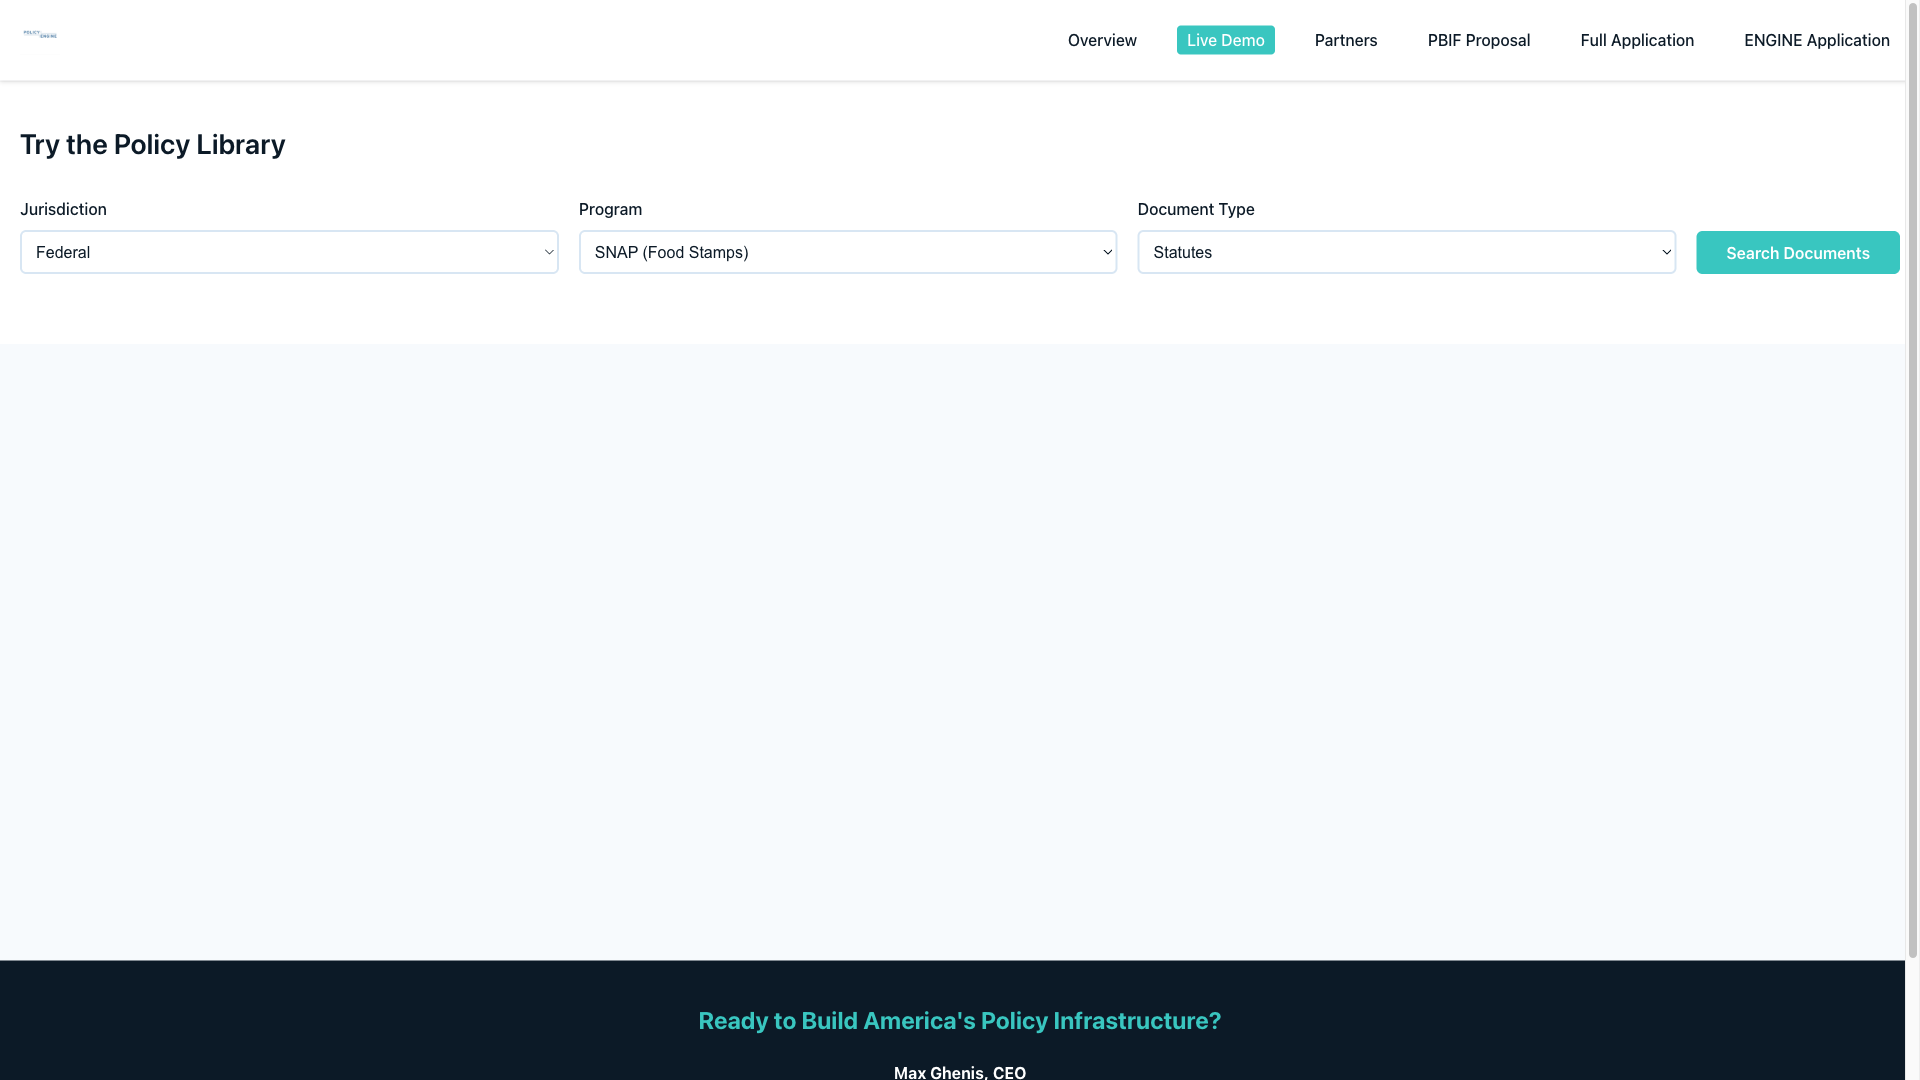 POLICY
ENGINE
Overview
Live Demo
Partners
PBIF Proposal
Full Application
ENGINE Application
Try the Policy Library
Jurisdiction
Program
Document Type
Federal
SNAP (Food Stamps)
Statutes
Search Documents
Ready to Build America's Policy Infrastructure?
Max Ghenis, CEO